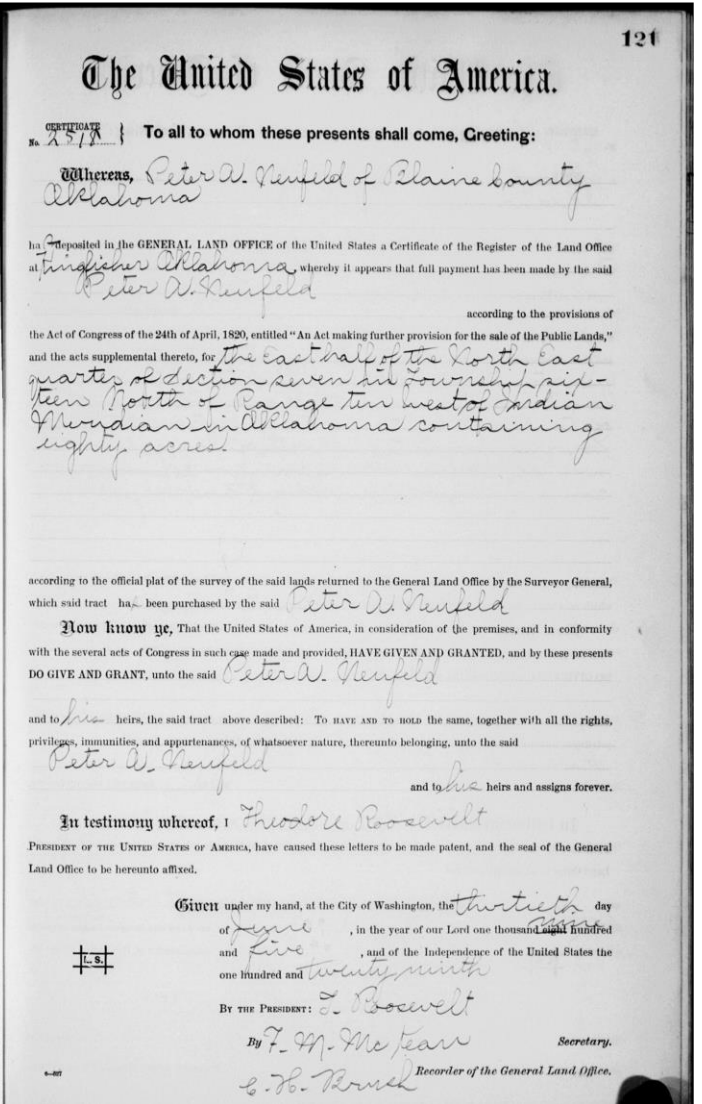 121
The United States of America.
CERTIFICATE
No. 2518 } To all to whom these presents shall come, Greeting:
Whereas, Peter A. Neufeld of Blaine County
Oklahoma
has deposited in the GENERAL LAND OFFICE of the United States a Certificate of the Register of the Land Office
at Kingfisher Oklahoma, whereby it appears that full payment has been made by the said
Peter A. Neufeld
according to the provisions of
the Act of Congress of the 24th of April, 1820, entitled "An Act making further provision for the sale of the Public Lands,"
and the acts supplemental thereto, for the East half of the North East
quarter of Section seven in Township six-
teen North of Range ten west of Indian
Meridian in Oklahoma containing
eighty acres.
according to the official plat of the survey of the said lands returned to the General Land Office by the Surveyor General,
which said tract has been purchased by the said Peter A. Neufeld
Now know ye, That the United States of America, in consideration of the premises, and in conformity
with the several acts of Congress in such case made and provided, HAVE GIVEN AND GRANTED, and by these presents
DO GIVE AND GRANT, unto the said Peter A. Neufeld
and to his heirs, the said tract above described: TO HAVE AND TO HOLD the same, together with all the rights,
privileges, immunities, and appurtenances, of whatsoever nature, thereunto belonging, unto the said
Peter A. Neufeld
and to his heirs and assigns forever.
In testimony whereof, I Theodore Roosevelt
PRESIDENT OF THE UNITED STATES OF AMERICA, have caused these letters to be made patent, and the seal of the General
Land Office to be hereunto affixed.
Given under my hand, at the City of Washington, the thirtieth day
of June, in the year of our Lord one thousand eight nine hundred
and five, and of the Independence of the United States the
L. S.
one hundred and twenty ninth
BY THE PRESIDENT: T. Roosevelt
By F. M. McKean Secretary.
C. H. Brush Recorder of the General Land Office.